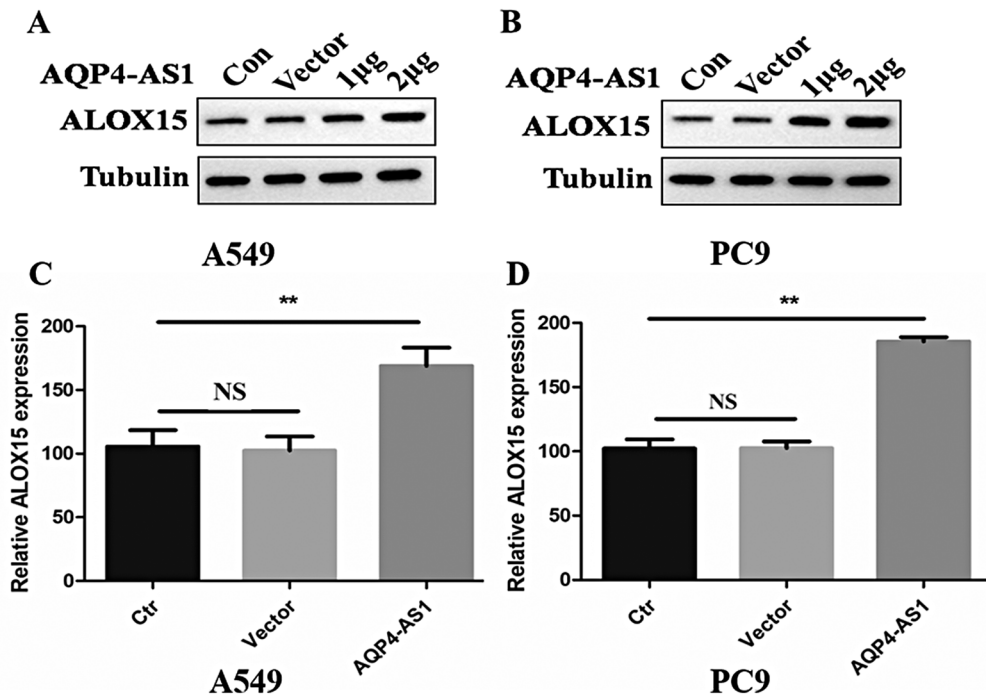 A
AQP4-AS1 Con Vector 1µg 2µg
ALOX15
Tubulin
A549
B
AQP4-AS1 Con Vector 1µg 2µg
ALOX15
Tubulin
PC9
C
Relative ALOX15 expression
200
150
100
50
0
**
NS
Ctr
Vector
AQP4-AS1
A549
D
Relative ALOX15 expression
200
150
100
50
0
**
NS
Ctr
Vector
AQP4-AS1
PC9